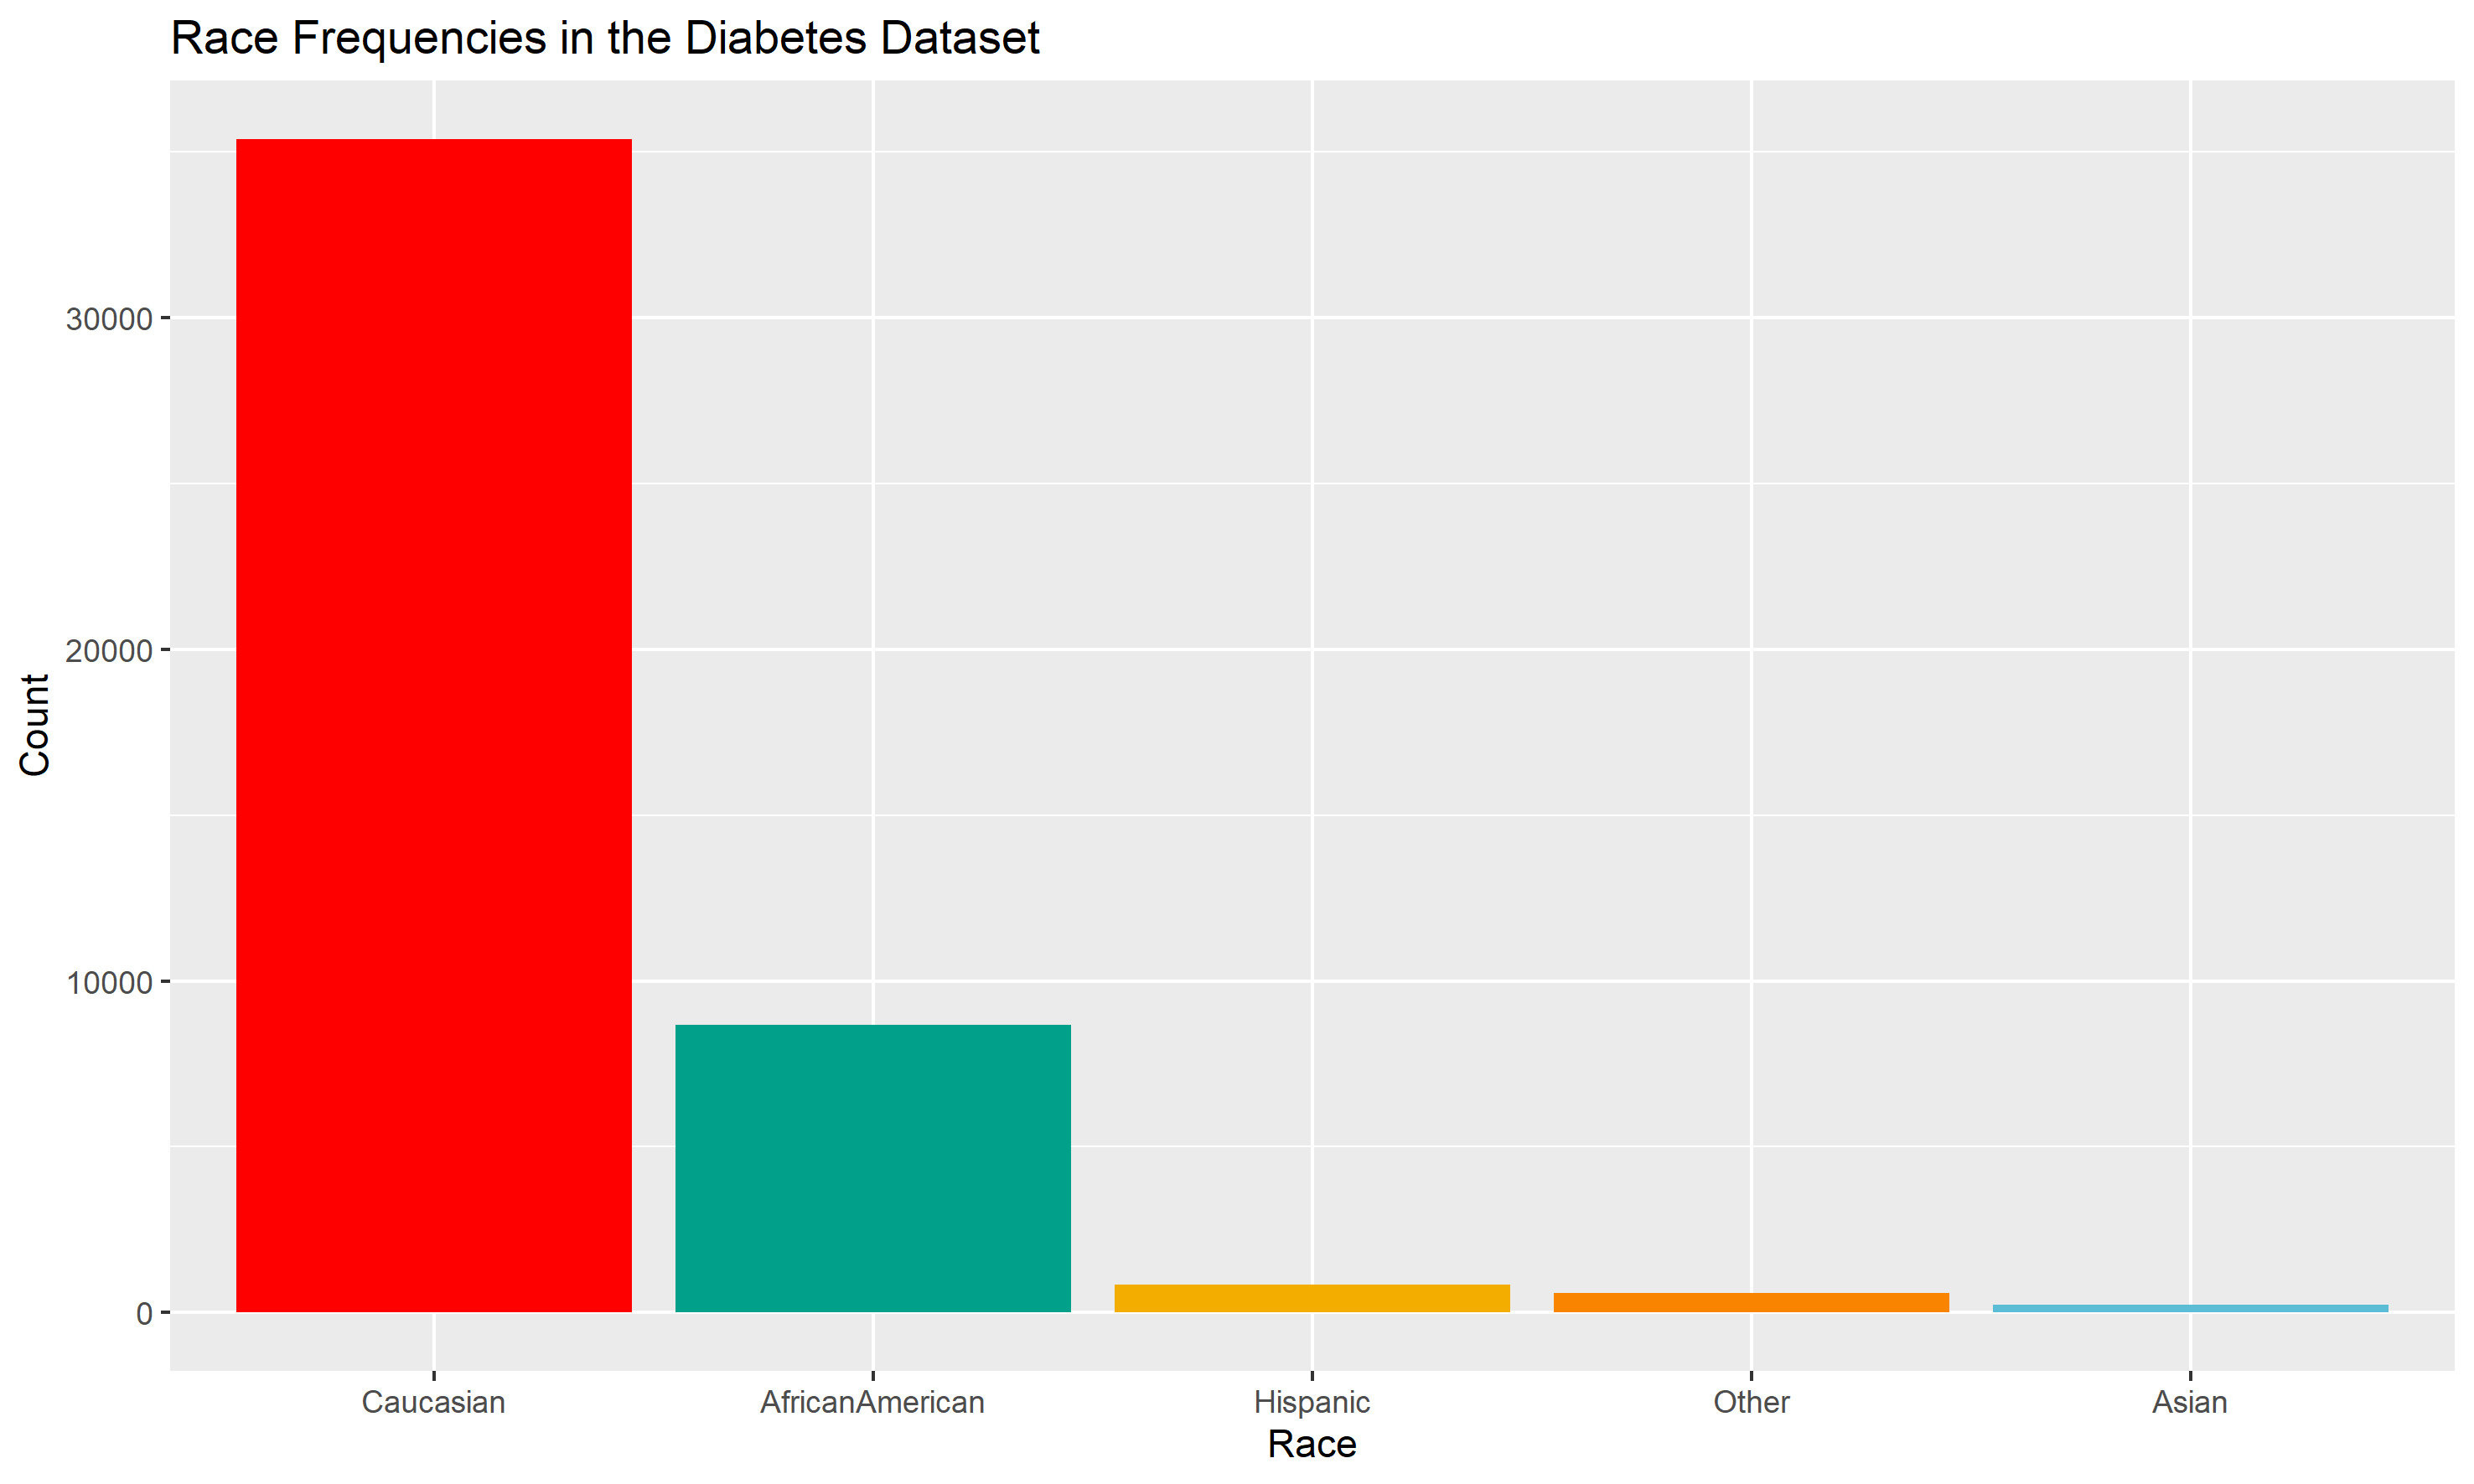 Race Frequencies in the Diabetes Dataset
Count
30000
20000
10000
0
Caucasian
AfricanAmerican
Hispanic
Other
Asian
Race